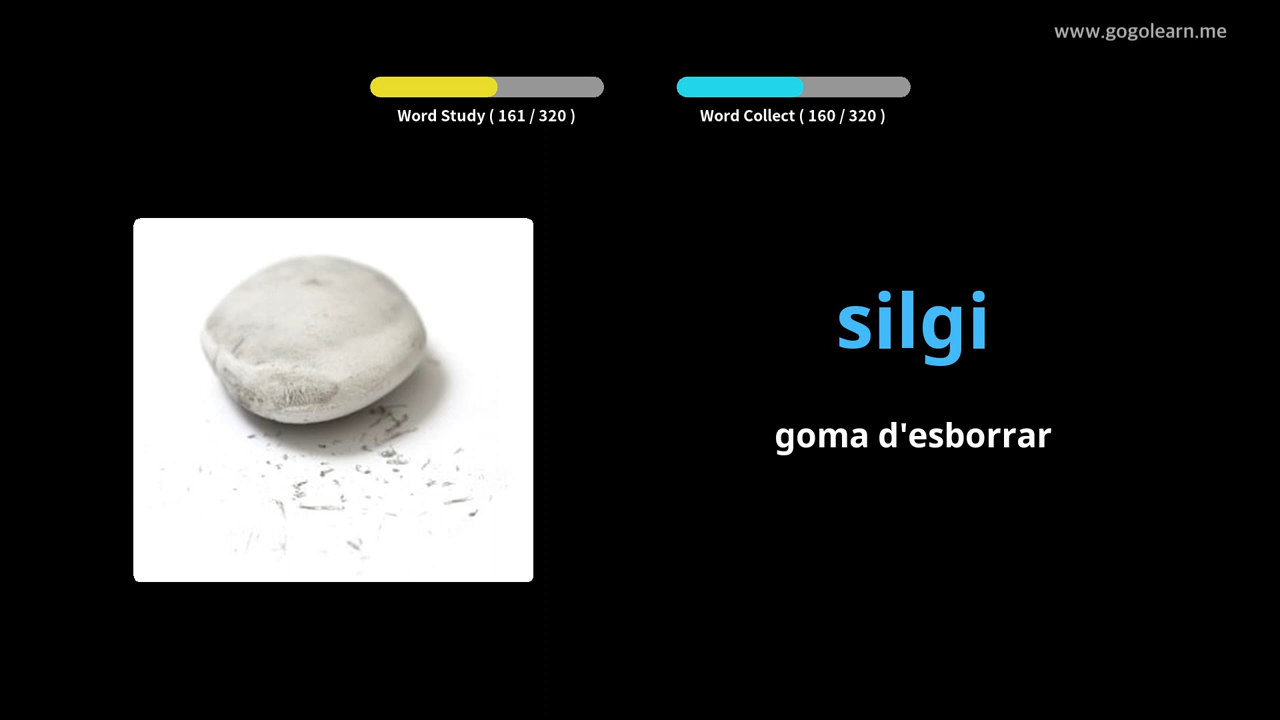 www.gogolearn.me
Word Study ( 161 / 320 )
Word Collect ( 160 / 320 )
silgi
goma d'esborrar